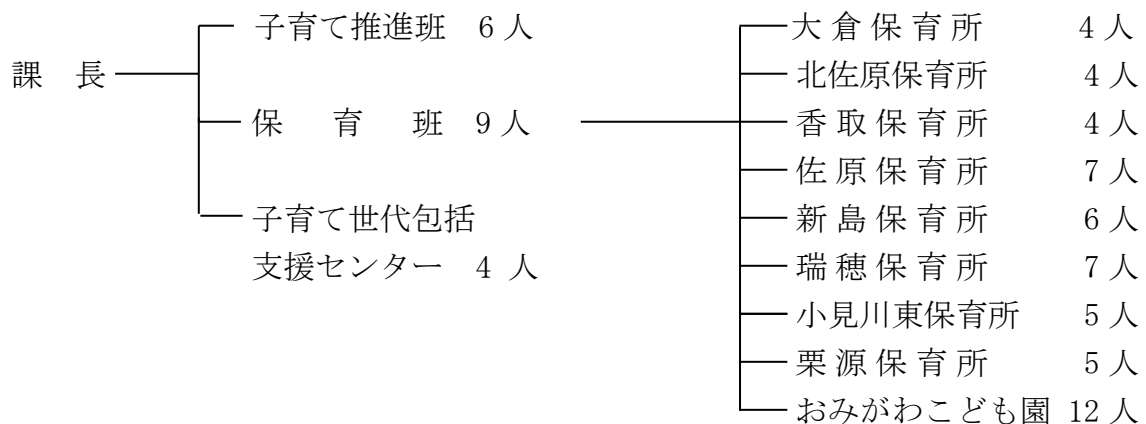 課　長
子育て推進班　6人
保　育　班　9人
子育て世代包括
支援センター　4人
大倉保育所　4人
北佐原保育所　4人
香取保育所　4人
佐原保育所　7人
新島保育所　6人
瑞穂保育所　7人
小見川東保育所　5人
栗源保育所　5人
おみがわこども園　12人